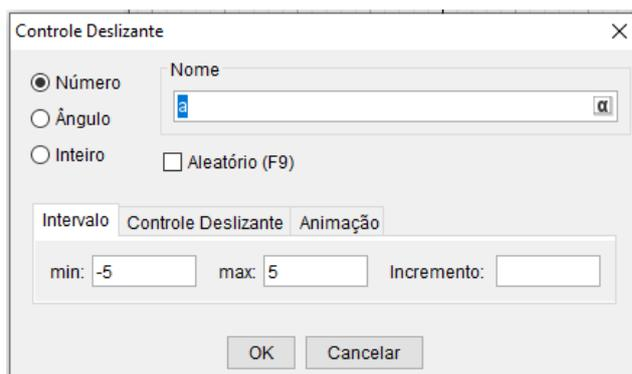 Controle Deslizante
Número
Ângulo
Inteiro
Nome
a
α
Aleatório (F9)
Intervalo Controle Deslizante Animação
min: -5 max: 5 Incremento:
OK Cancelar